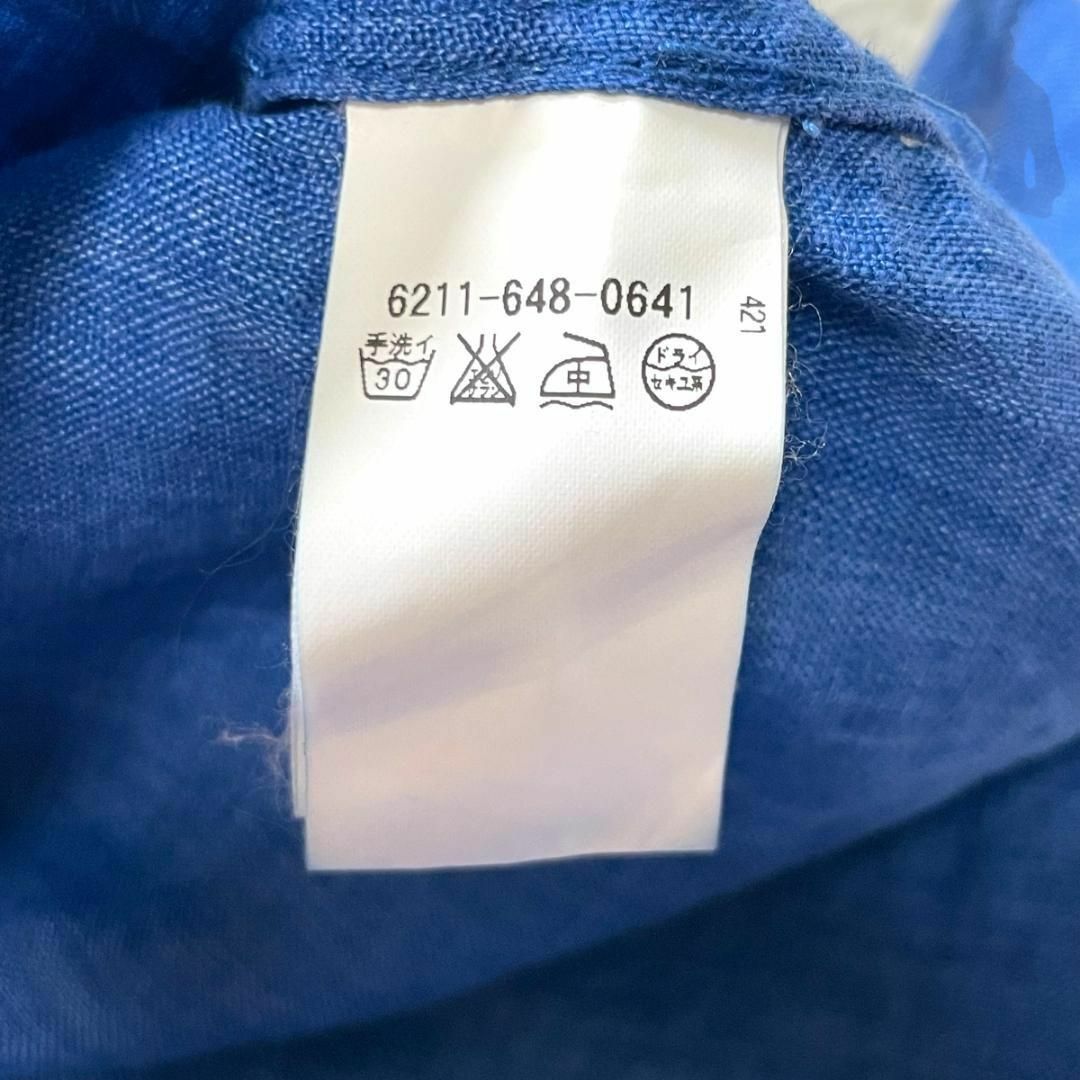 6211-648-0641
421
手洗イ
30
エンソ
サラシ
中
ドライ
セキユ系